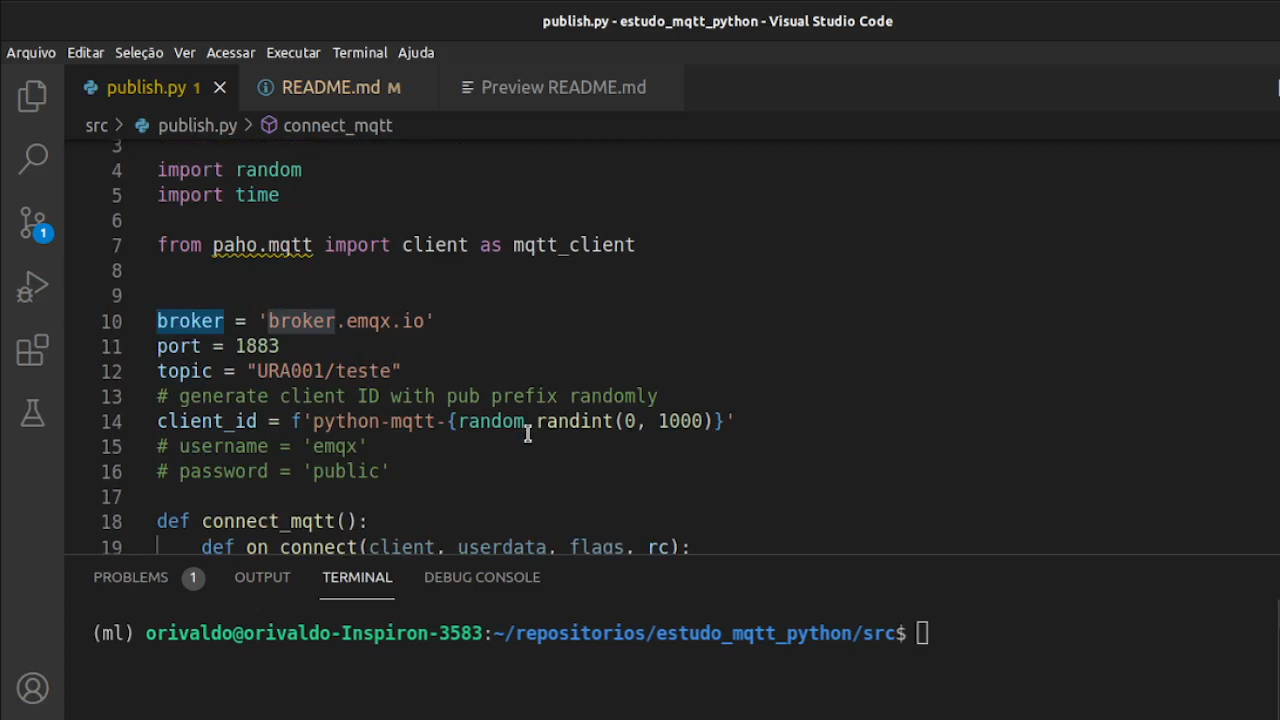 publish.py - estudo_mqtt_python - Visual Studio Code
Arquivo Editar Seleção Ver Acessar Executar Terminal Ajuda
publish.py 1 README.md M Preview README.md
src publish.py connect_mqtt
3
4 import random
5 import time
6
7 from paho.mqtt import client as mqtt_client
8
9
10 broker = 'broker.emqx.io'
11 port = 1883
12 topic = "URA001/teste"
13 # generate client ID with pub prefix randomly
14 client_id = f'python-mqtt-{random.randint(0, 1000)}'
15 # username = 'emqx'
16 # password = 'public'
17
18 def connect_mqtt():
19 def on_connect(client, userdata, flags, rc):
1
PROBLEMS 1 OUTPUT TERMINAL DEBUG CONSOLE
(ml) orivaldo@orivaldo-Inspiron-3583:~/repositorios/estudo_mqtt_python/src$